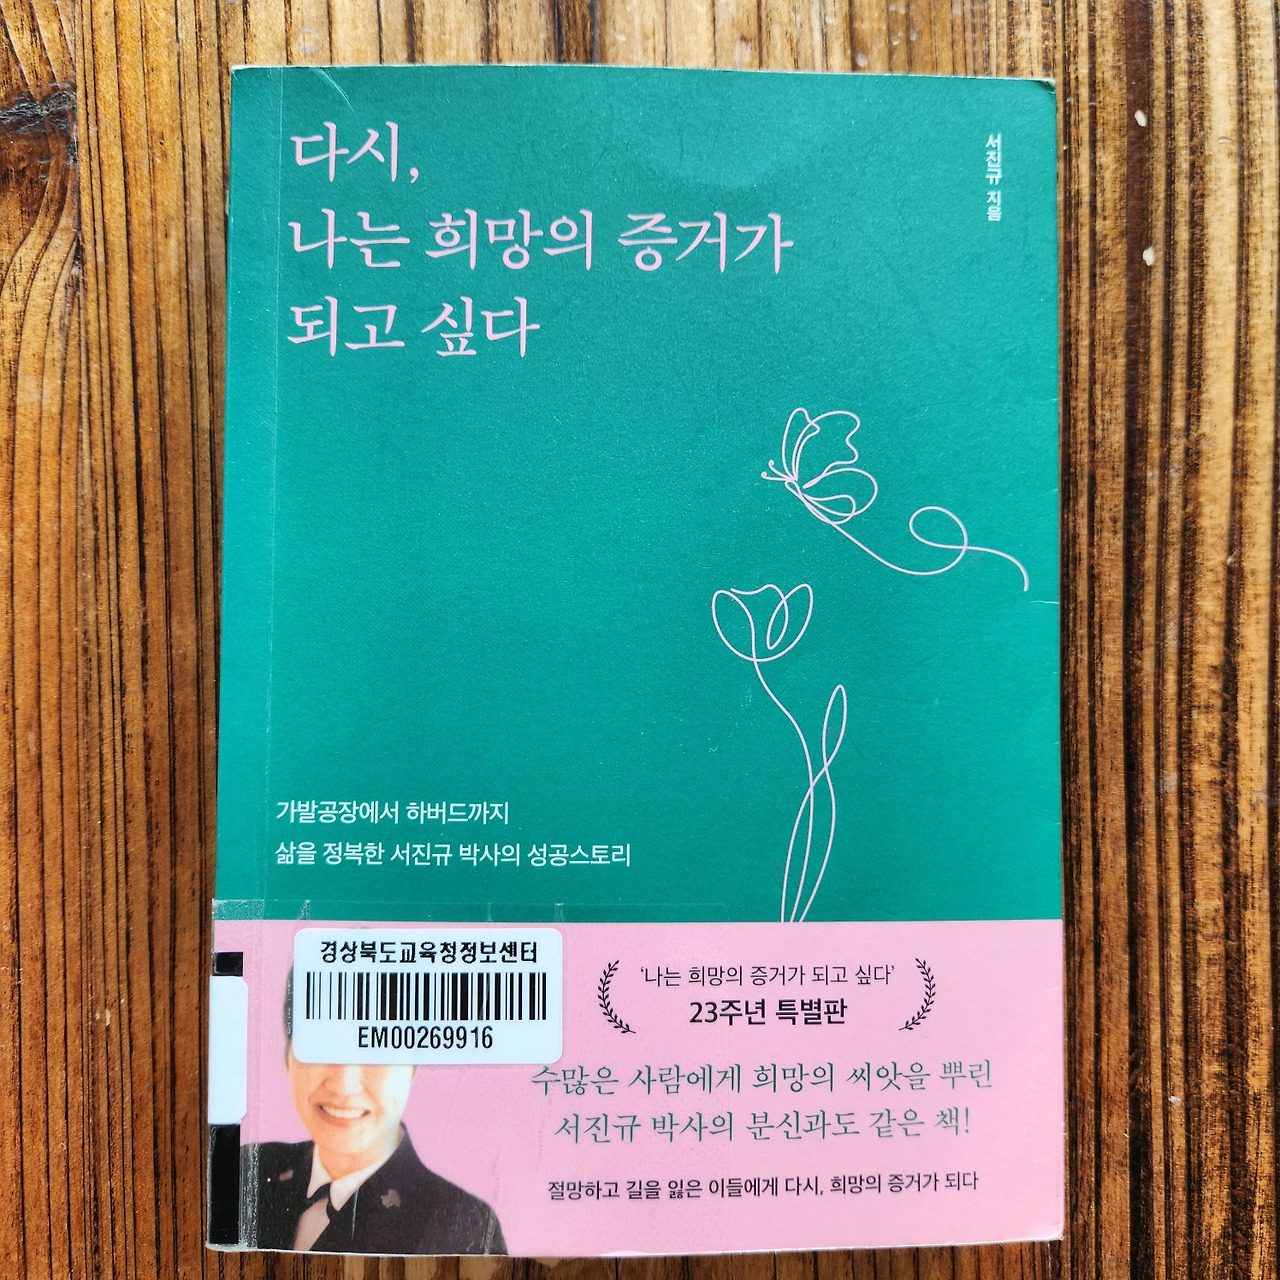 다시,
나는 희망의 증거가
되고 싶다
서진규 지음
가발공장에서 하버드까지
삶을 정복한 서진규 박사의 성공스토리
경상북도교육청정보센터
EM00269916
‘나는 희망의 증거가 되고 싶다’
23주년 특별판
수많은 사람에게 희망의 씨앗을 뿌린
서진규 박사의 분신과도 같은 책!
절망하고 길을 잃은 이들에게 다시, 희망의 증거가 되다